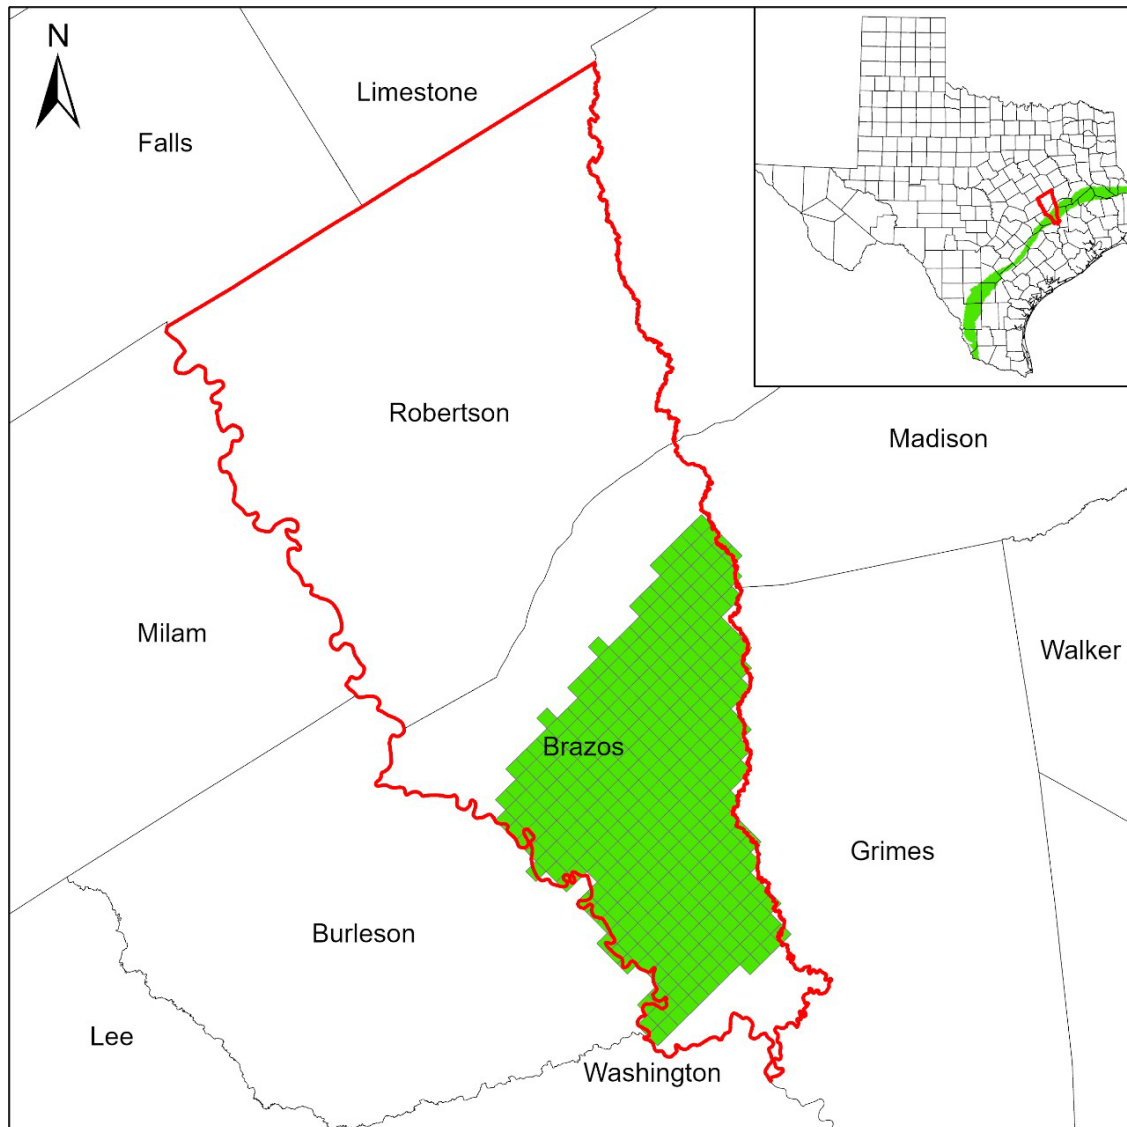 N
Limestone
Falls
Robertson
Madison
Milam
Walker
Brazos
Grimes
Burleson
Lee
Washington